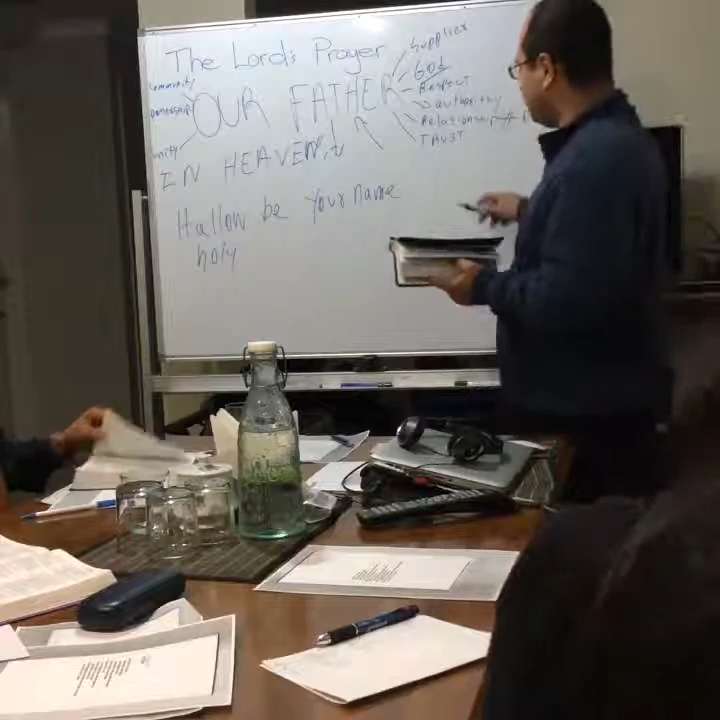 The Lord's Prayer
Supplier
God
Respect
Authority
Relationship
TRUST
community
ownership
OUR FATHER
IN HEAVEN,
Hallow be Your name
holy